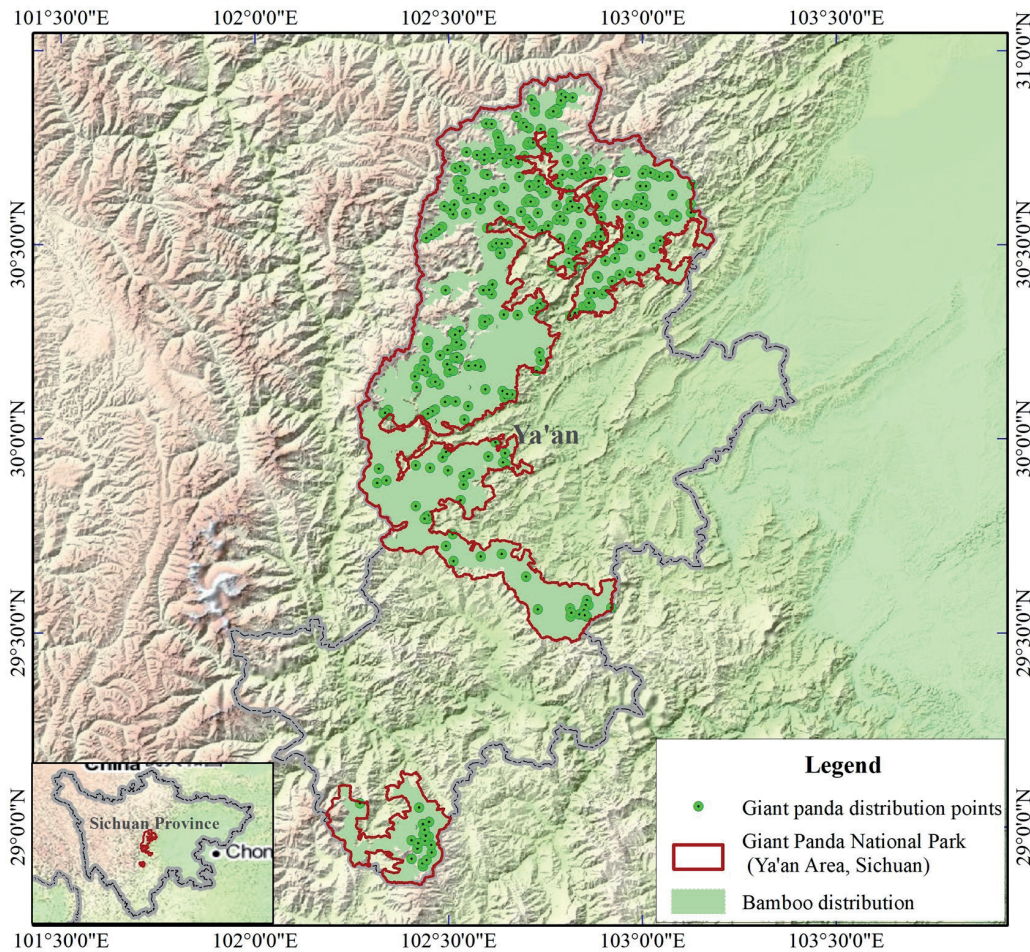 101°30'0"E 102°0'0"E 102°30'0"E 103°0'0"E 103°30'0"E
31°0'0"N
31°0'0"N
30°30'0"N
30°30'0"N
30°0'0"N
30°0'0"N
29°30'0"N
29°30'0"N
29°0'0"N
29°0'0"N
Ya'an
China
Sichuan Province
Chon
Legend
Giant panda distribution points
Giant Panda National Park
(Ya'an Area, Sichuan)
Bamboo distribution
101°30'0"E 102°0'0"E 102°30'0"E 103°0'0"E 103°30'0"E